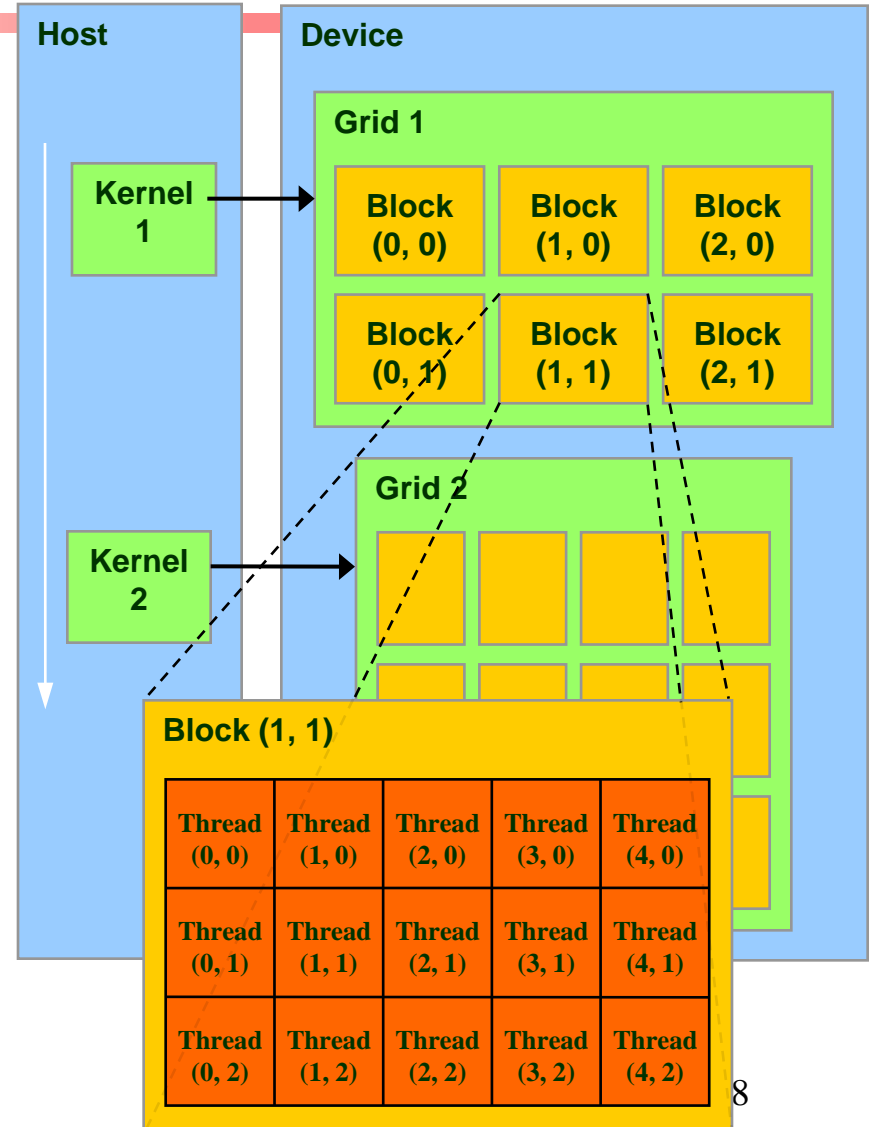 Host
Device
Grid 1
Kernel
1
Block
(0, 0)
Block
(1, 0)
Block
(2, 0)
Block
(0, 1)
Block
(1, 1)
Block
(2, 1)
Grid 2
Kernel
2
Block (1, 1)
Thread
(0, 0)
Thread
(1, 0)
Thread
(2, 0)
Thread
(3, 0)
Thread
(4, 0)
Thread
(0, 1)
Thread
(1, 1)
Thread
(2, 1)
Thread
(3, 1)
Thread
(4, 1)
Thread
(0, 2)
Thread
(1, 2)
Thread
(2, 2)
Thread
(3, 2)
Thread
(4, 2)
8